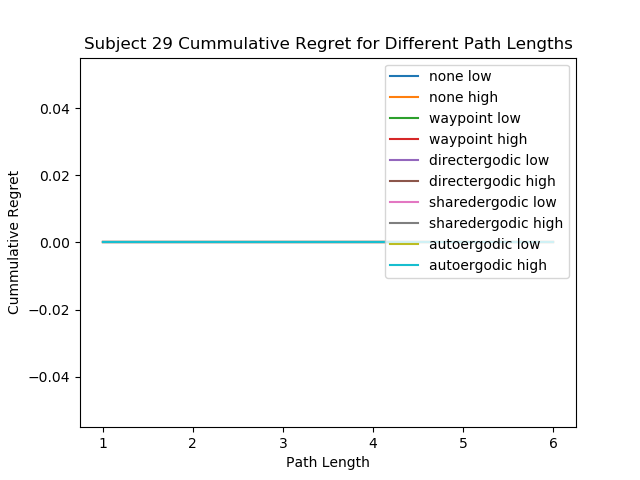 Subject 29 Cummulative Regret for Different Path Lengths
none low
none high
waypoint low
waypoint high
directergodic low
directergodic high
sharedergodic low
sharedergodic high
autoergodic low
autoergodic high
0.04
0.02
0.00
−0.02
−0.04
Cummulative Regret
1 2 3 4 5 6
Path Length